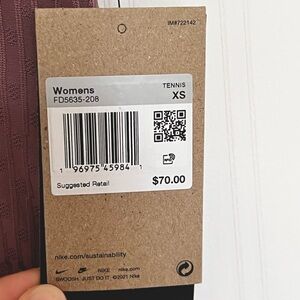 IM#722142
Womens TENNIS
FD5635-208 XS
1 96975 45984 1
Suggested Retail $70.00
nike.com/sustainability
NIKE nike.com
SWOOSH. JUST DO IT. ©2021 Nike